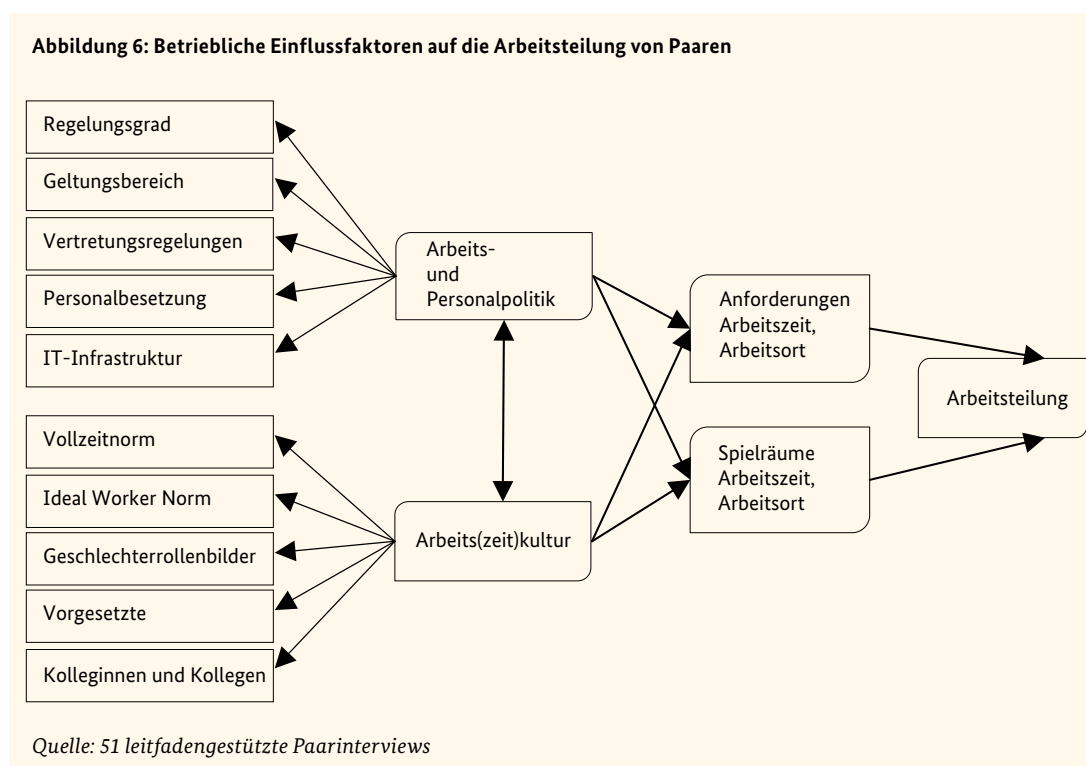 Abbildung 6: Betriebliche Einflussfaktoren auf die Arbeitsteilung von Paaren
Regelungsgrad
Geltungsbereich
Vertretungsregelungen
Personalbesetzung
IT-Infrastruktur
Vollzeitnorm
Ideal Worker Norm
Geschlechterrollenbilder
Vorgesetzte
Kolleginnen und Kollegen
Arbeits-
und
Personalpolitik
Arbeits(zeit)kultur
Anforderungen
Arbeitszeit,
Arbeitsort
Spielräume
Arbeitszeit,
Arbeitsort
Arbeitsteilung
Quelle: 51 leitfadengestützte Paarinterviews